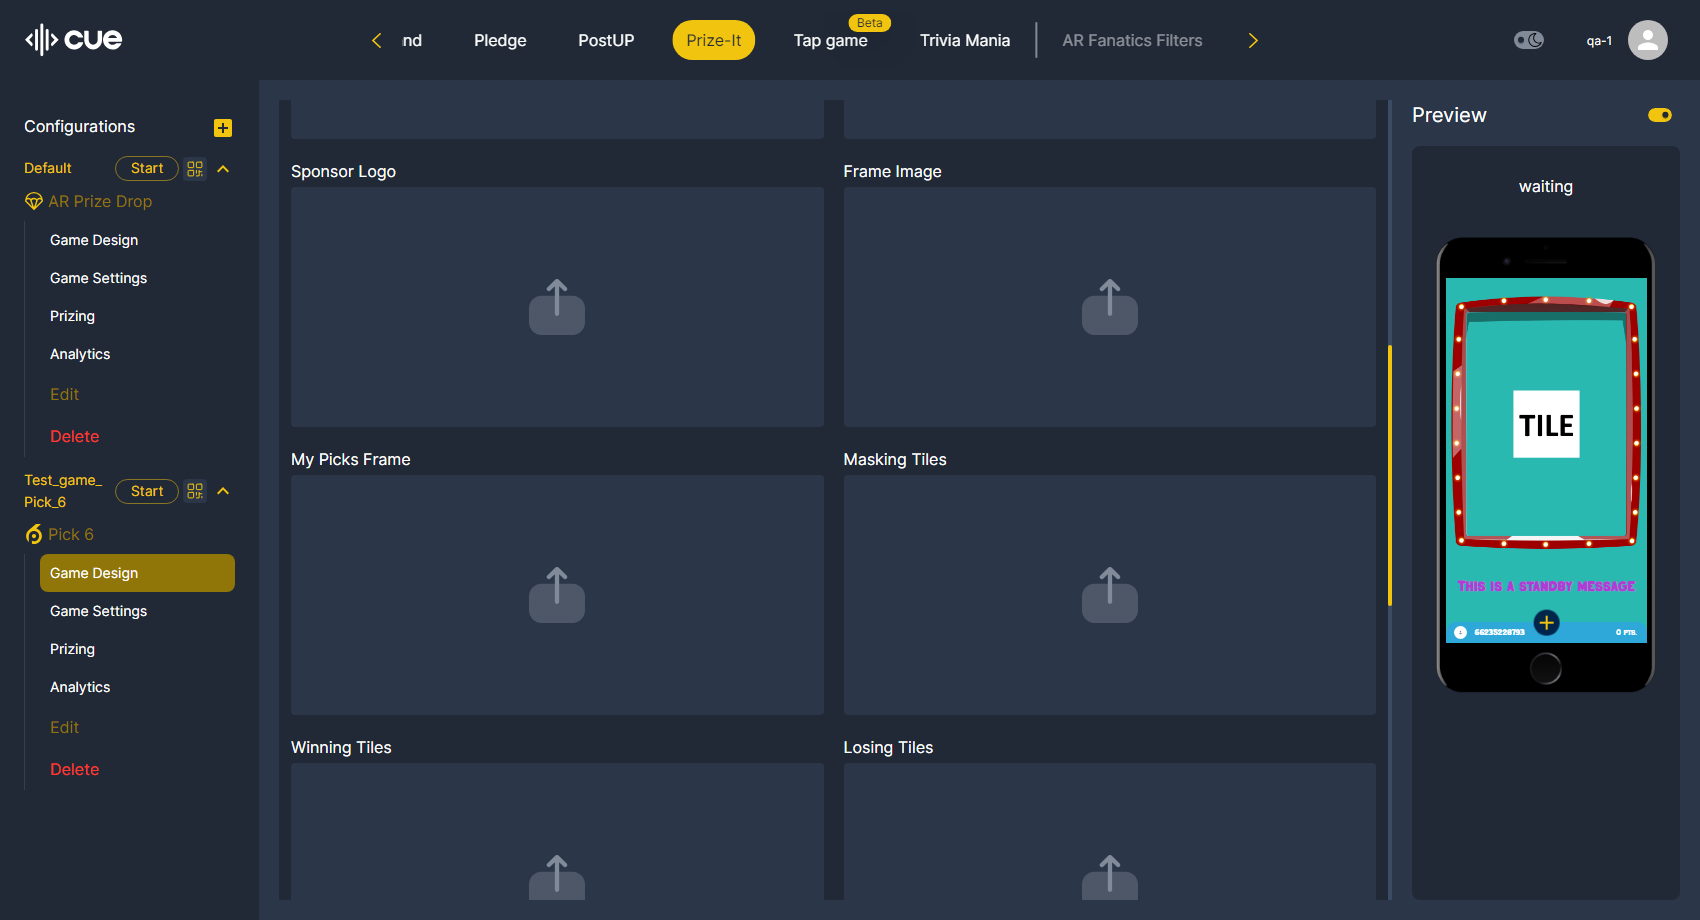 cue
nd
Pledge
PostUP
Prize-It
Beta
Tap game
Trivia Mania
AR Fanatics Filters
qa-1
Configurations
Default
Start
AR Prize Drop
Game Design
Game Settings
Prizing
Analytics
Edit
Delete
Test_game_
Pick_6
Start
Pick 6
Game Design
Game Settings
Prizing
Analytics
Edit
Delete
Sponsor Logo
Frame Image
My Picks Frame
Masking Tiles
Winning Tiles
Losing Tiles
Preview
waiting
TILE
THIS IS A STANDBY MESSAGE
0 PTS.